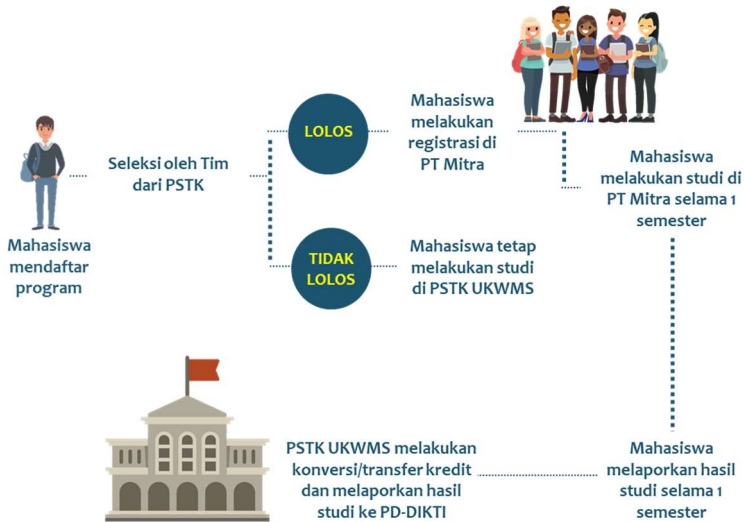 Mahasiswa
mendaftar
program
Seleksi oleh Tim
dari PSTK
LOLOS
Mahasiswa
melakukan
registrasi di
PT Mitra
Mahasiswa
melakukan studi di
PT Mitra selama 1
semester
TIDAK
LOLOS
Mahasiswa tetap
melakukan studi
di PSTK UKWMS
Mahasiswa
melaporkan hasil
studi selama 1
semester
PSTK UKWMS melakukan
konversi/transfer kredit
dan melaporkan hasil
studi ke PD-DIKTI